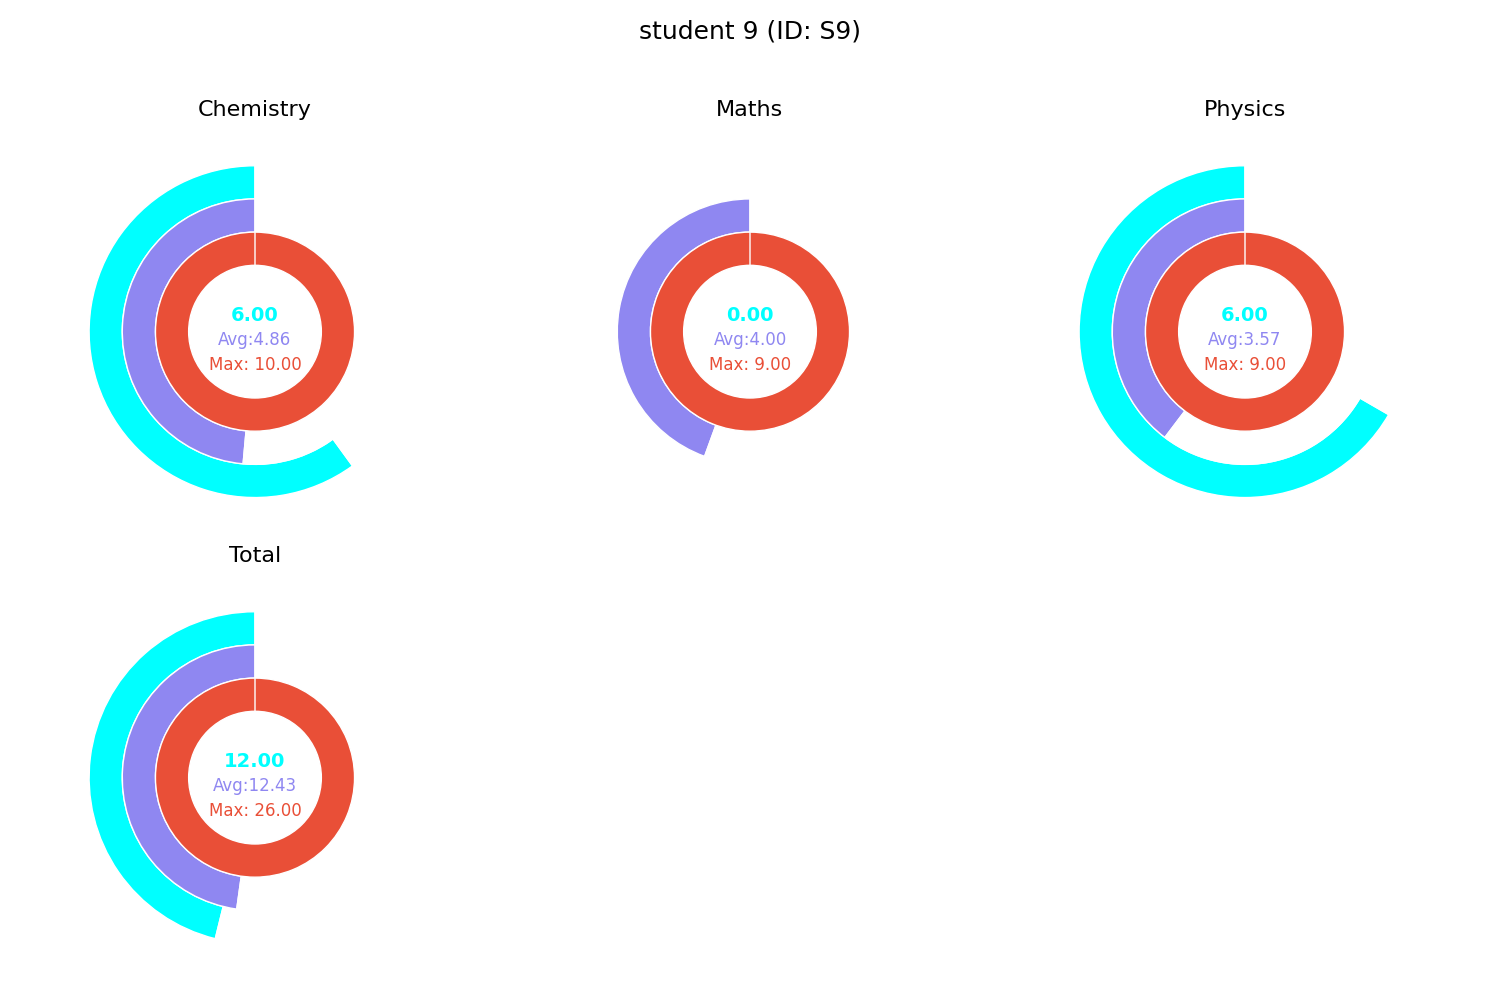 student 9 (ID: S9)
Chemistry
6.00
Avg:4.86
Max: 10.00
Maths
0.00
Avg:4.00
Max: 9.00
Physics
6.00
Avg:3.57
Max: 9.00
Total
12.00
Avg:12.43
Max: 26.00